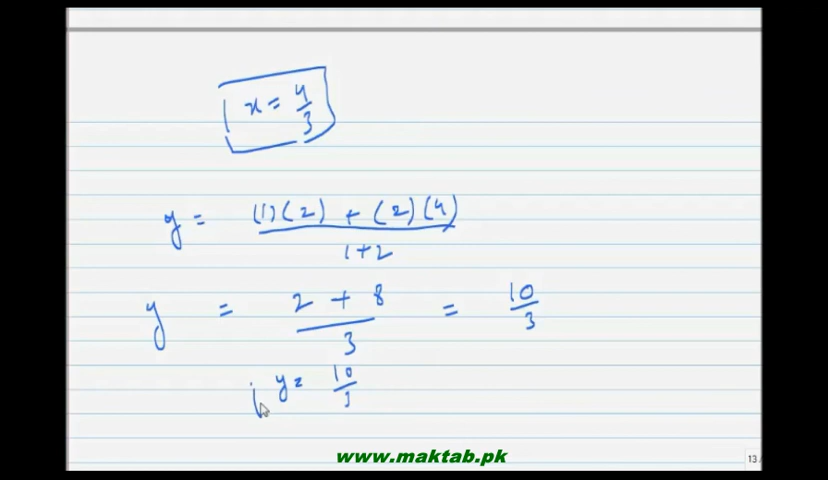 x = 4/3
y = (1)(2) + (2)(4) / 1+2
y = 2 + 8 / 3 = 10/3
y = 10/3
www.maktab.pk
13